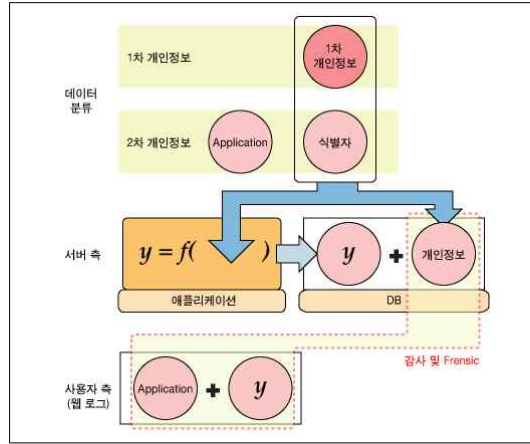 1차 개인정보
1차
개인정보
데이터
분류
2차 개인정보
Application
식별자
서버 측
y = f( )
y
+
개인정보
애플리케이션
DB
감사 및 Frensic
사용자 측
(웹 로그)
Application
+
y